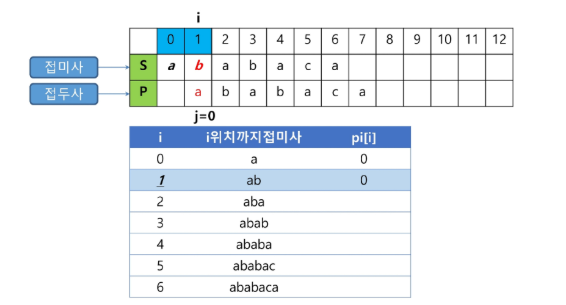 i
0 1 2 3 4 5 6 7 8 9 10 11 12
접미사 S a b a b a c a
접두사 P a b a b a c a
j=0
i i위치까지접미사 pi[i]
0 a 0
1 ab 0
2 aba
3 abab
4 ababa
5 ababac
6 ababaca